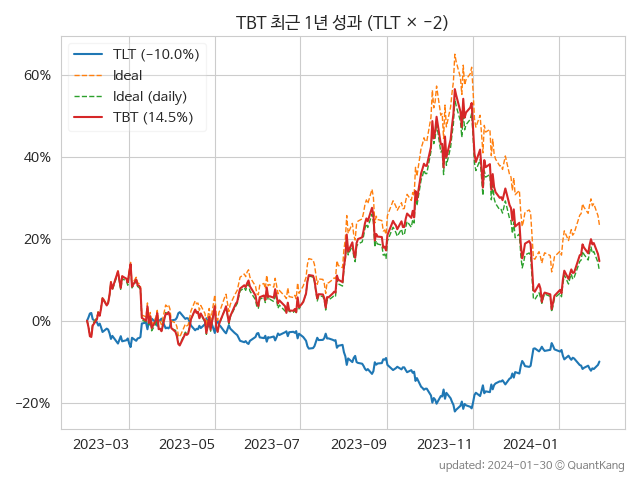 TBT 최근 1년 성과 (TLT × −2)
TLT (−10.0%)
Ideal
Ideal (daily)
TBT (14.5%)
60%
40%
20%
0%
−20%
2023-03 2023-05 2023-07 2023-09 2023-11 2024-01
updated: 2024-01-30 © QuantKang